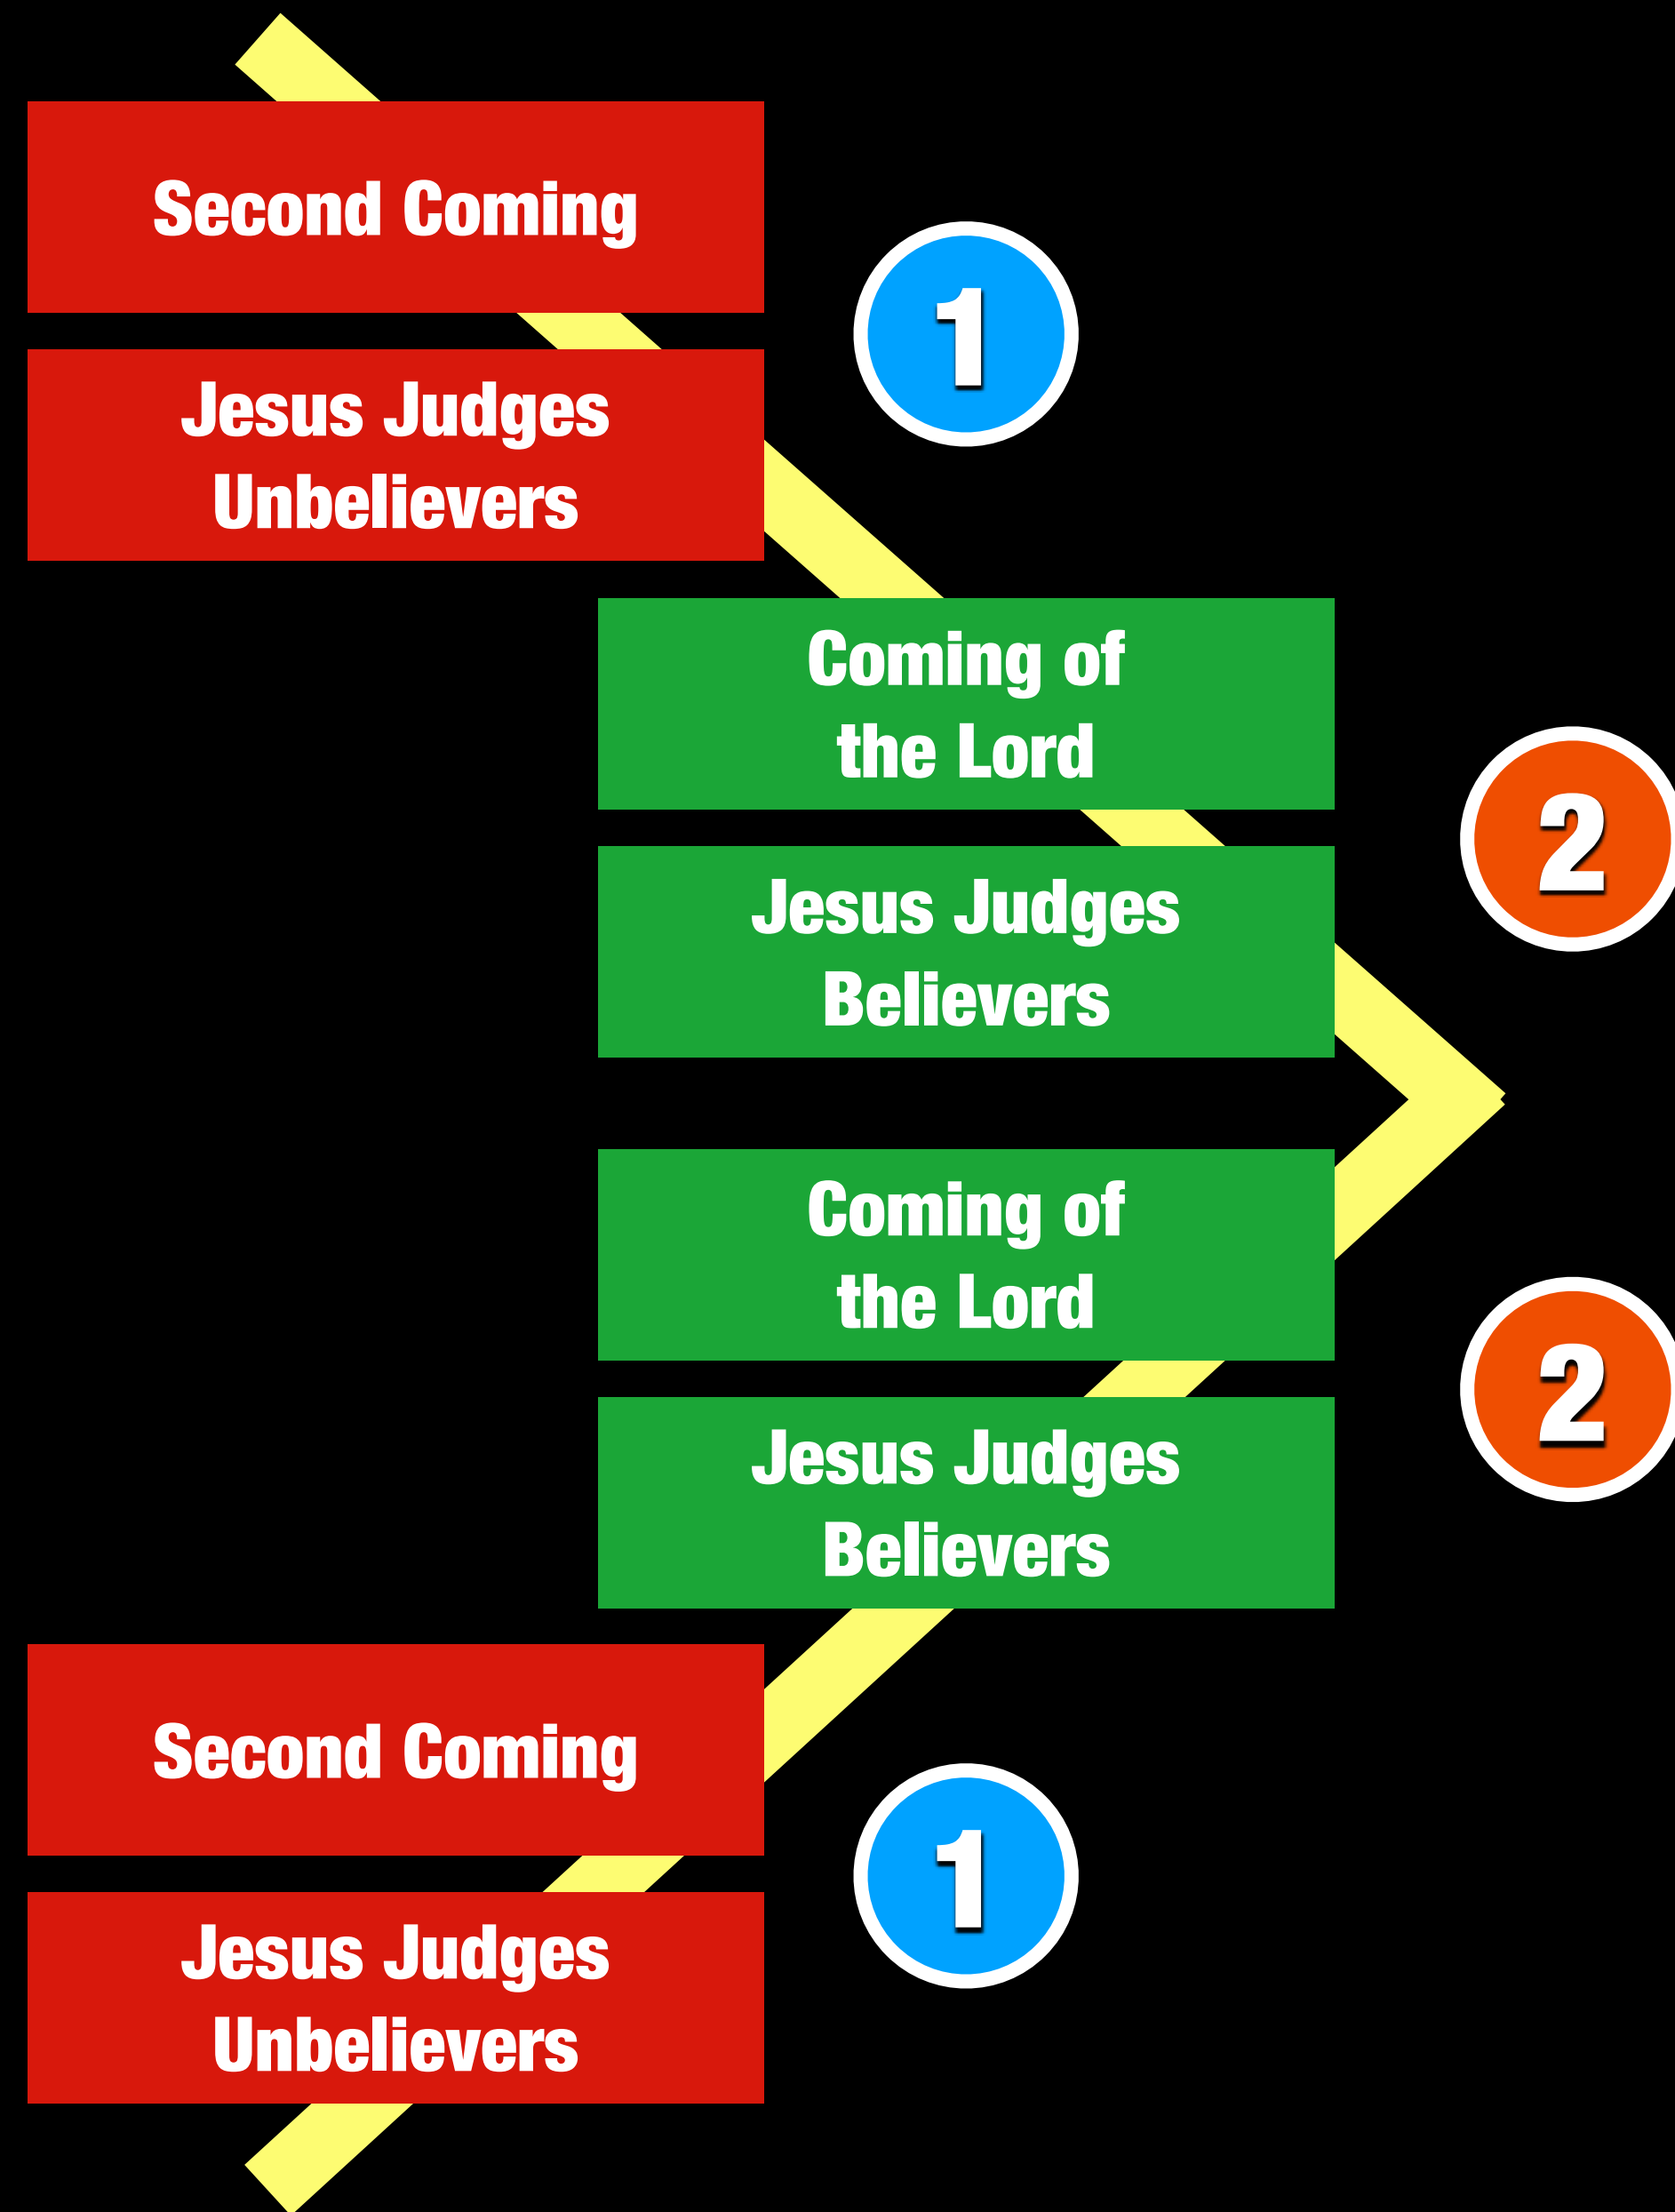 Second Coming
1
Jesus Judges
Unbelievers
Coming of
the Lord
2
Jesus Judges
Believers
Coming of
the Lord
2
Jesus Judges
Believers
Second Coming
1
Jesus Judges
Unbelievers